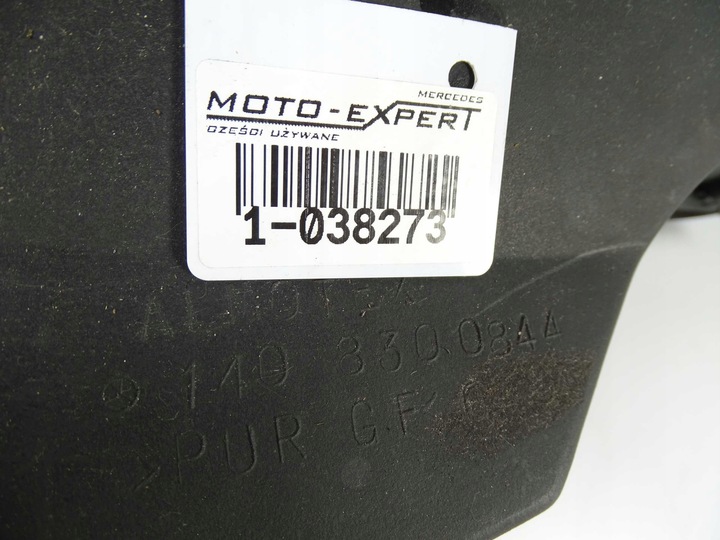 MERCEDES
MOTO-EXPERT
CZĘŚCI UŻYWANE
1-038273
140 830 0844
>PUR GF